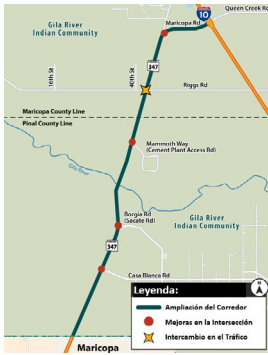 Queen Creek Rd
Gila River
Indian Community
Maricopa Rd
10
347
16th St
40th St
Riggs Rd
Maricopa County Line
Pinal County Line
Mammoth Way
(Cement Plant Access Rd)
Gila River
Borgia Rd
(Sacate Rd)
Gila River
Indian Community
347
Casa Blanca Rd
Leyenda:
N
Ampliación del Corredor
Mejoras en la Intersección
Intercambio en el Tráfico
Maricopa